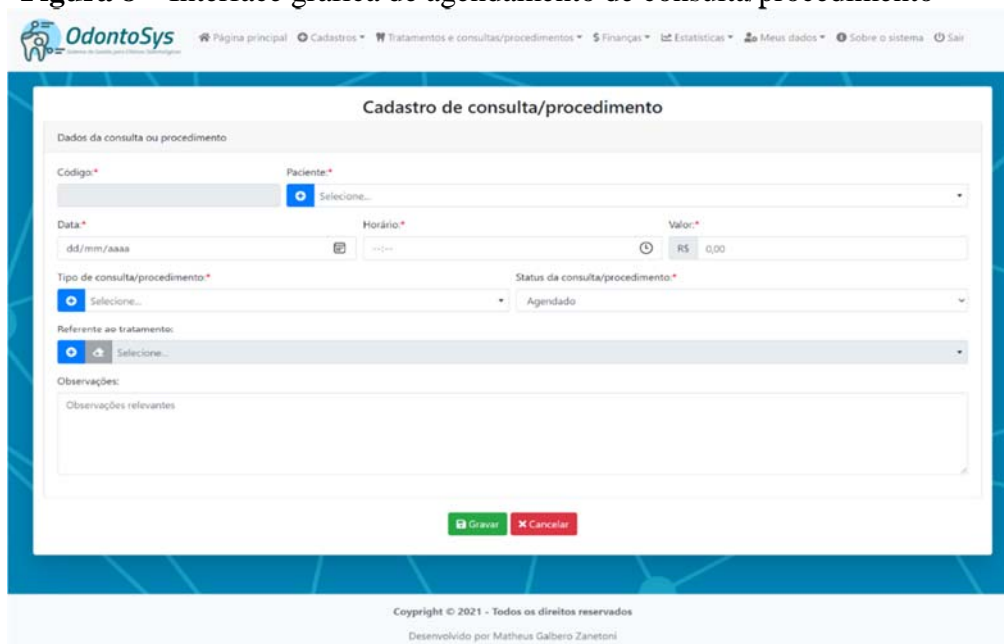 Figura 8 – Interface gráfica de agendamento de consulta/procedimento
OdontoSys
Página principal Cadastros Tratamentos e consultas/procedimentos Finanças Estatísticas Meus dados Sobre o sistema Sair
Cadastro de consulta/procedimento
Dados da consulta ou procedimento
Código:* Paciente:*
Selecione...
Data:* Horário:* Valor:*
dd/mm/aaaa --:-- R$ 0,00
Tipo de consulta/procedimento:* Status da consulta/procedimento:*
Selecione... Agendado
Referente ao tratamento:
Selecione...
Observações:
Observações relevantes
Gravar Cancelar
Copyright © 2021 - Todos os direitos reservados
Desenvolvido por Matheus Galbero Zanetoni